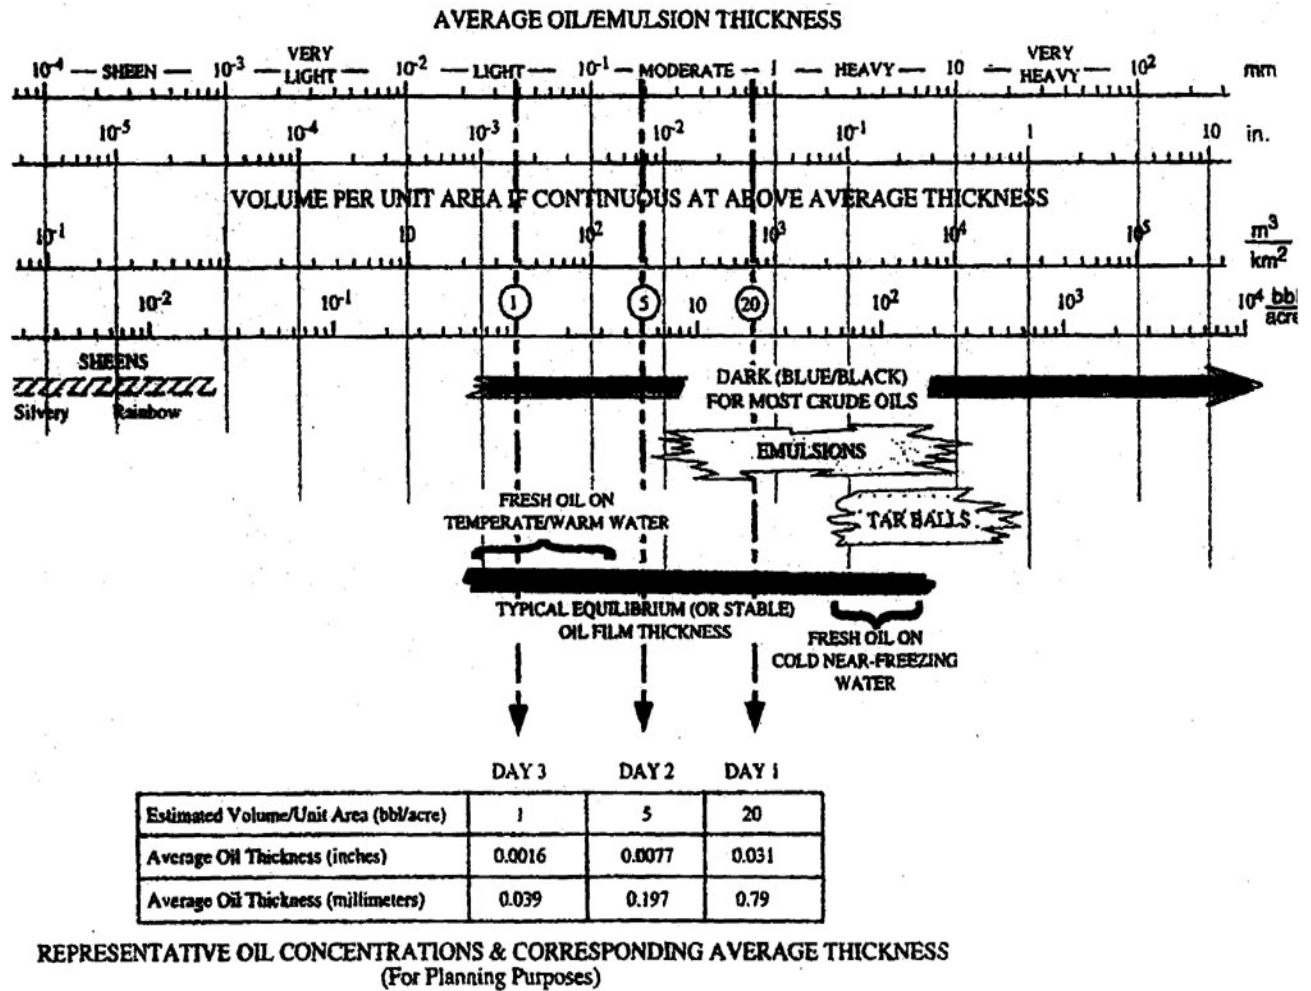 AVERAGE OIL/EMULSION THICKNESS
10⁻⁴ — SHEEN — 10⁻³ — VERY LIGHT — 10⁻² — LIGHT — 10⁻¹ — MODERATE — 1 — HEAVY — 10 — VERY HEAVY — 10² mm
10⁻⁵ 10⁻⁴ 10⁻³ 10⁻² 10⁻¹ 1 10 in.
VOLUME PER UNIT AREA IF CONTINUOUS AT ABOVE AVERAGE THICKNESS
10⁻¹ 10 10² 10³ 10⁴ 10⁵ m³/km²
10⁻² 10⁻¹ 1 5 10 20 10² 10³ 10⁴ bbl/acre
SHEENS
Silvery Rainbow
DARK (BLUE/BLACK)
FOR MOST CRUDE OILS
EMULSIONS
TAR BALLS
FRESH OIL ON
TEMPERATE/WARM WATER
TYPICAL EQUILIBRIUM (OR STABLE)
OIL FILM THICKNESS
FRESH OIL ON
COLD NEAR-FREEZING
WATER
DAY 3 DAY 2 DAY 1
Estimated Volume/Unit Area (bbl/acre) 1 5 20
Average Oil Thickness (inches) 0.0016 0.0077 0.031
Average Oil Thickness (millimeters) 0.039 0.197 0.79
REPRESENTATIVE OIL CONCENTRATIONS & CORRESPONDING AVERAGE THICKNESS
(For Planning Purposes)